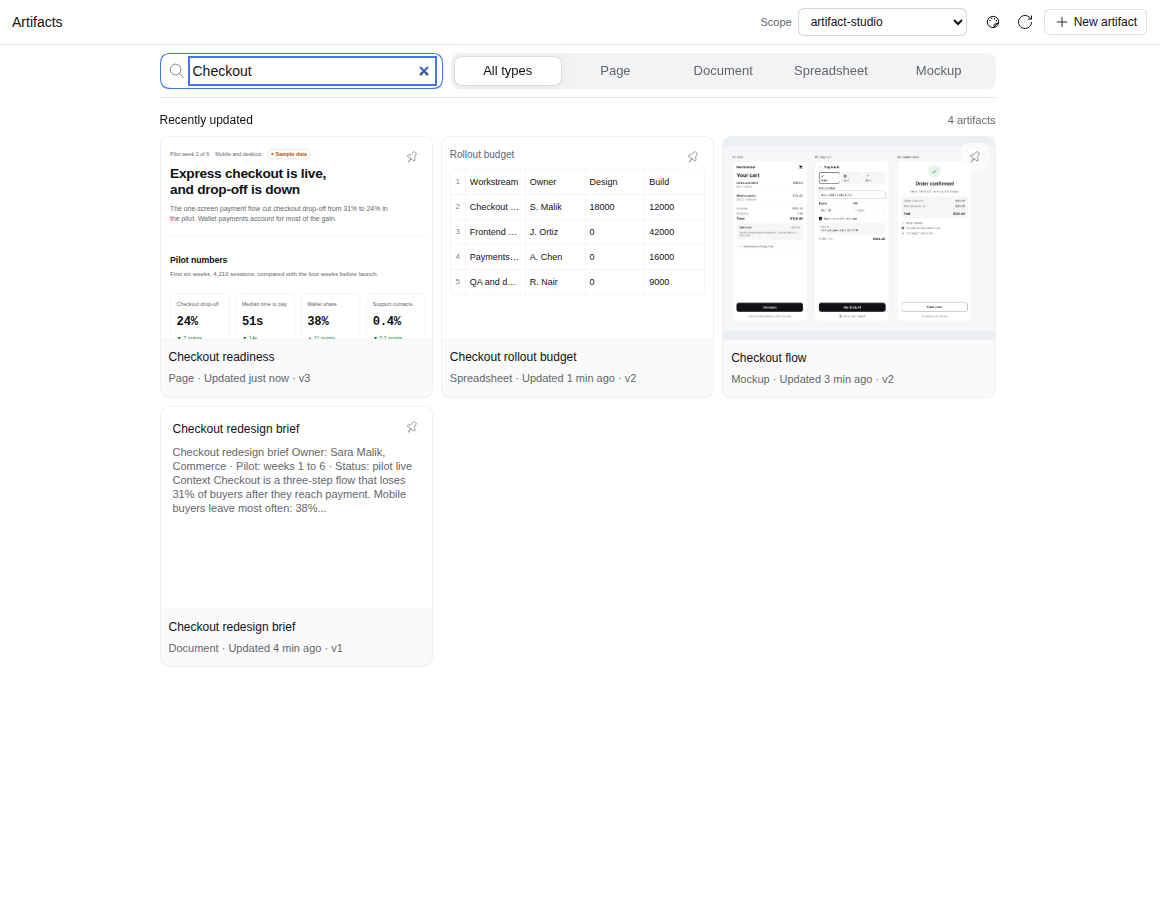 Artifacts
Scope
artifact-studio
New artifact
Checkout
All types
Page
Document
Spreadsheet
Mockup
Recently updated
4 artifacts
Pilot week 2 of 6 Mobile and desktop Sample data
Express checkout is live,
and drop-off is down
The one-screen payment flow cut checkout drop-off from 31% to 24% in
the pilot. Wallet payments account for most of the gain.
Pilot numbers
First six weeks, 4,210 sessions, compared with the four weeks before launch.
Checkout drop-off
24%
Median time to pay
51s
Wallet share
38%
Support contacts
0.4%
Checkout readiness
Page · Updated just now · v3
Rollout budget
1 Workstream Owner Design Build
2 Checkout ... S. Malik 18000 12000
3 Frontend ... J. Ortiz 0 42000
4 Payments... A. Chen 0 16000
5 QA and d... R. Nair 0 9000
Checkout rollout budget
Spreadsheet · Updated 1 min ago · v2
Your cart
Order confirmed
Checkout flow
Mockup · Updated 3 min ago · v2
Checkout redesign brief
Checkout redesign brief Owner: Sara Malik,
Commerce · Pilot: weeks 1 to 6 · Status: pilot live
Context Checkout is a three-step flow that loses
31% of buyers after they reach payment. Mobile
buyers leave most often: 38%...
Checkout redesign brief
Document · Updated 4 min ago · v1